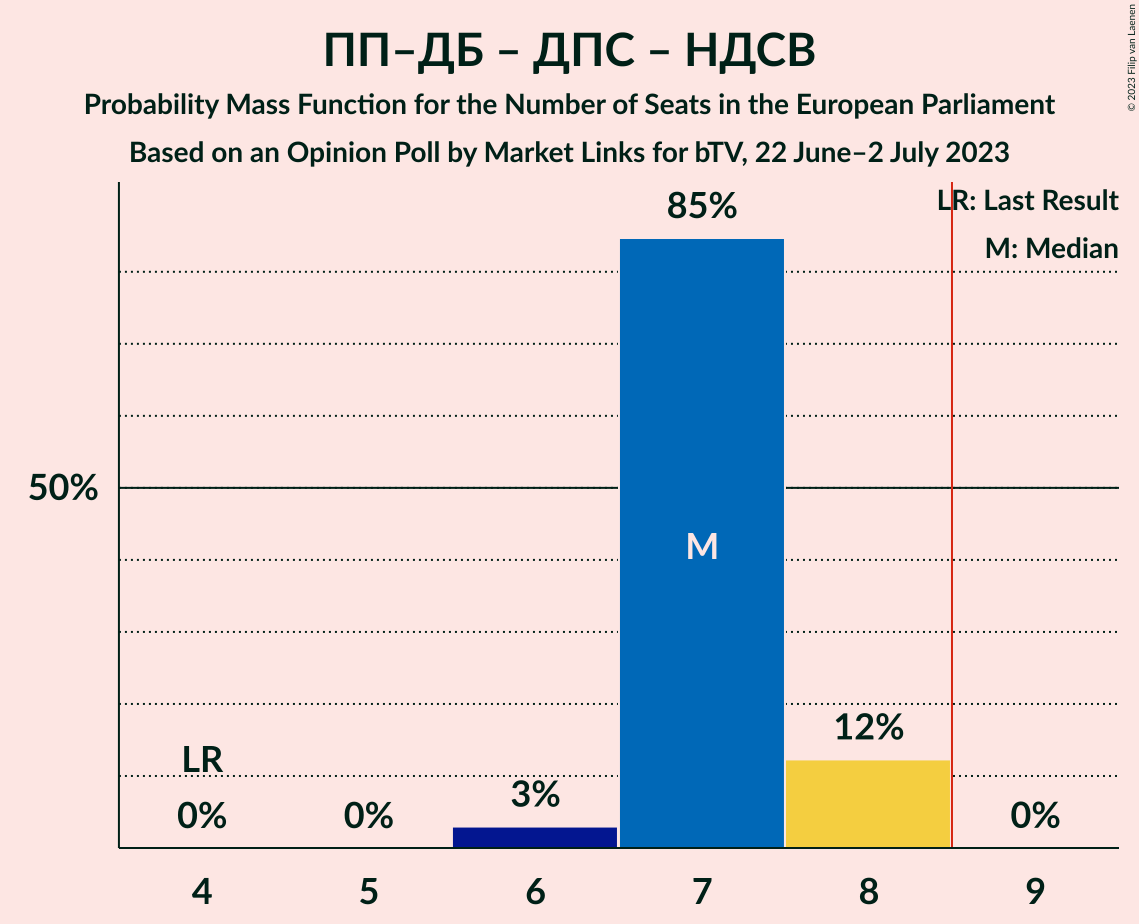 ПП–ДБ – ДПС – НДСВ
Probability Mass Function for the Number of Seats in the European Parliament
Based on an Opinion Poll by Market Links for bTV, 22 June–2 July 2023
© 2023 Filip van Laenen
LR: Last Result
M: Median
85%
50%
M
12%
LR
3%
0%
0%
0%
4
5
6
7
8
9